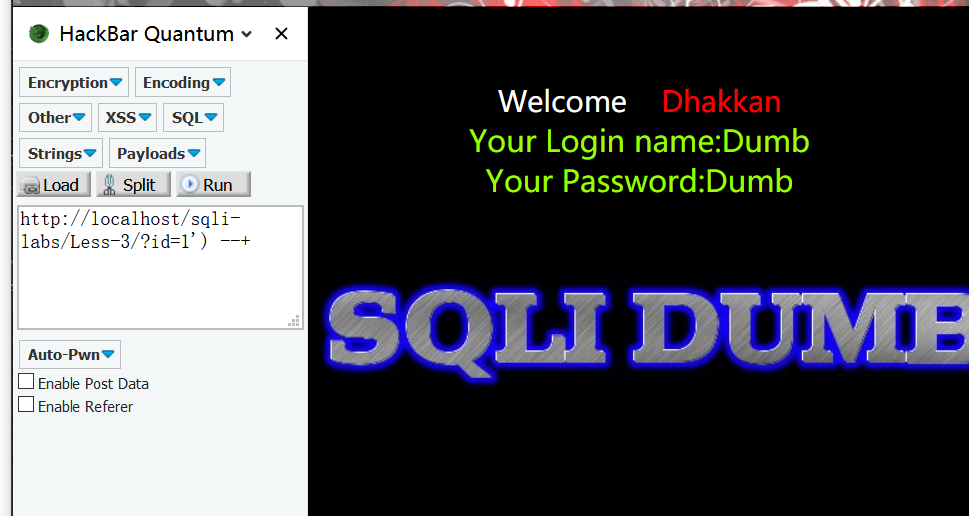 HackBar Quantum
Encryption
Encoding
Other
XSS
SQL
Strings
Payloads
Load
Split
Run
http://localhost/sqli-
labs/Less-3/?id=1') --+
Auto-Pwn
Enable Post Data
Enable Referer
Welcome Dhakkan
Your Login name:Dumb
Your Password:Dumb
SQLI DUMB